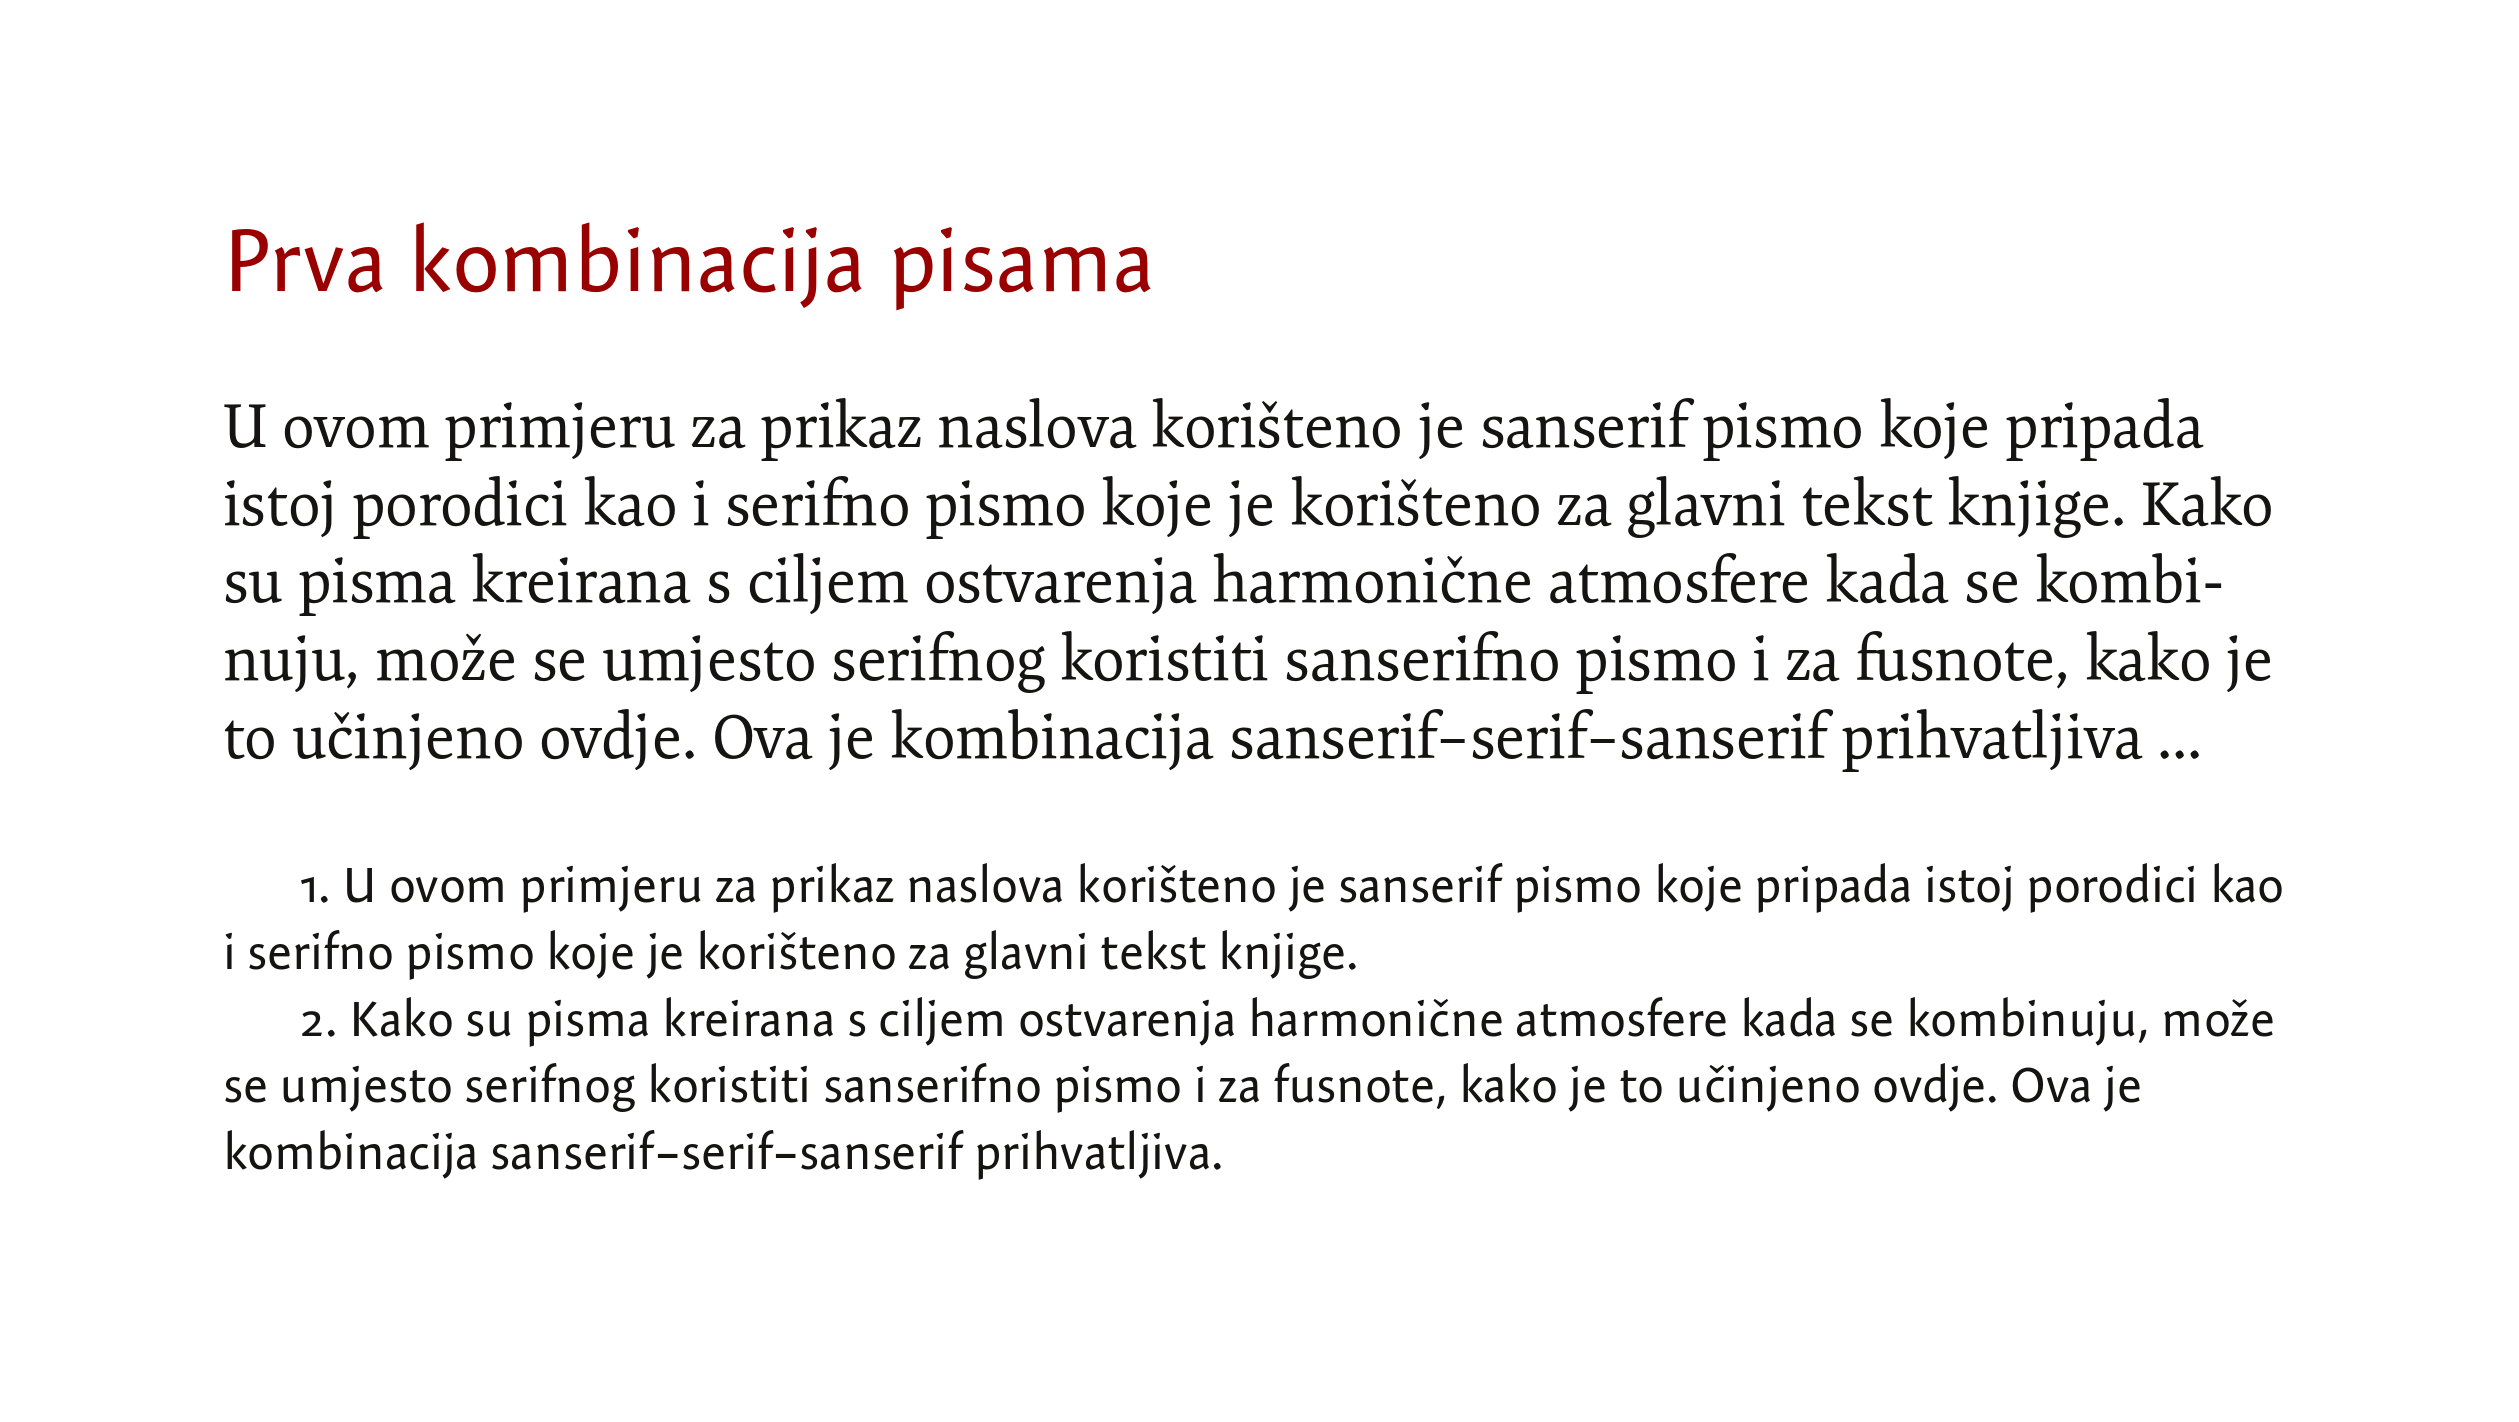 Prva kombinacija pisama
U ovom primjeru za prikaz naslova korišteno je sanserif pismo koje pripada
istoj porodici kao i serifno pismo koje je korišteno za glavni tekst knjige. Kako
su pisma kreirana s ciljem ostvarenja harmonične atmosfere kada se kombi-
nuju, može se umjesto serifnog koristiti sanserifno pismo i za fusnote, kako je
to učinjeno ovdje. Ova je kombinacija sanserif–serif–sanserif prihvatljiva ...
1. U ovom primjeru za prikaz naslova korišteno je sanserif pismo koje pripada istoj porodici kao
i serifno pismo koje je korišteno za glavni tekst knjige.
2. Kako su pisma kreirana s ciljem ostvarenja harmonične atmosfere kada se kombinuju, može
se umjesto serifnog koristiti sanserifno pismo i za fusnote, kako je to učinjeno ovdje. Ova je
kombinacija sanserif–serif–sanserif prihvatljiva.